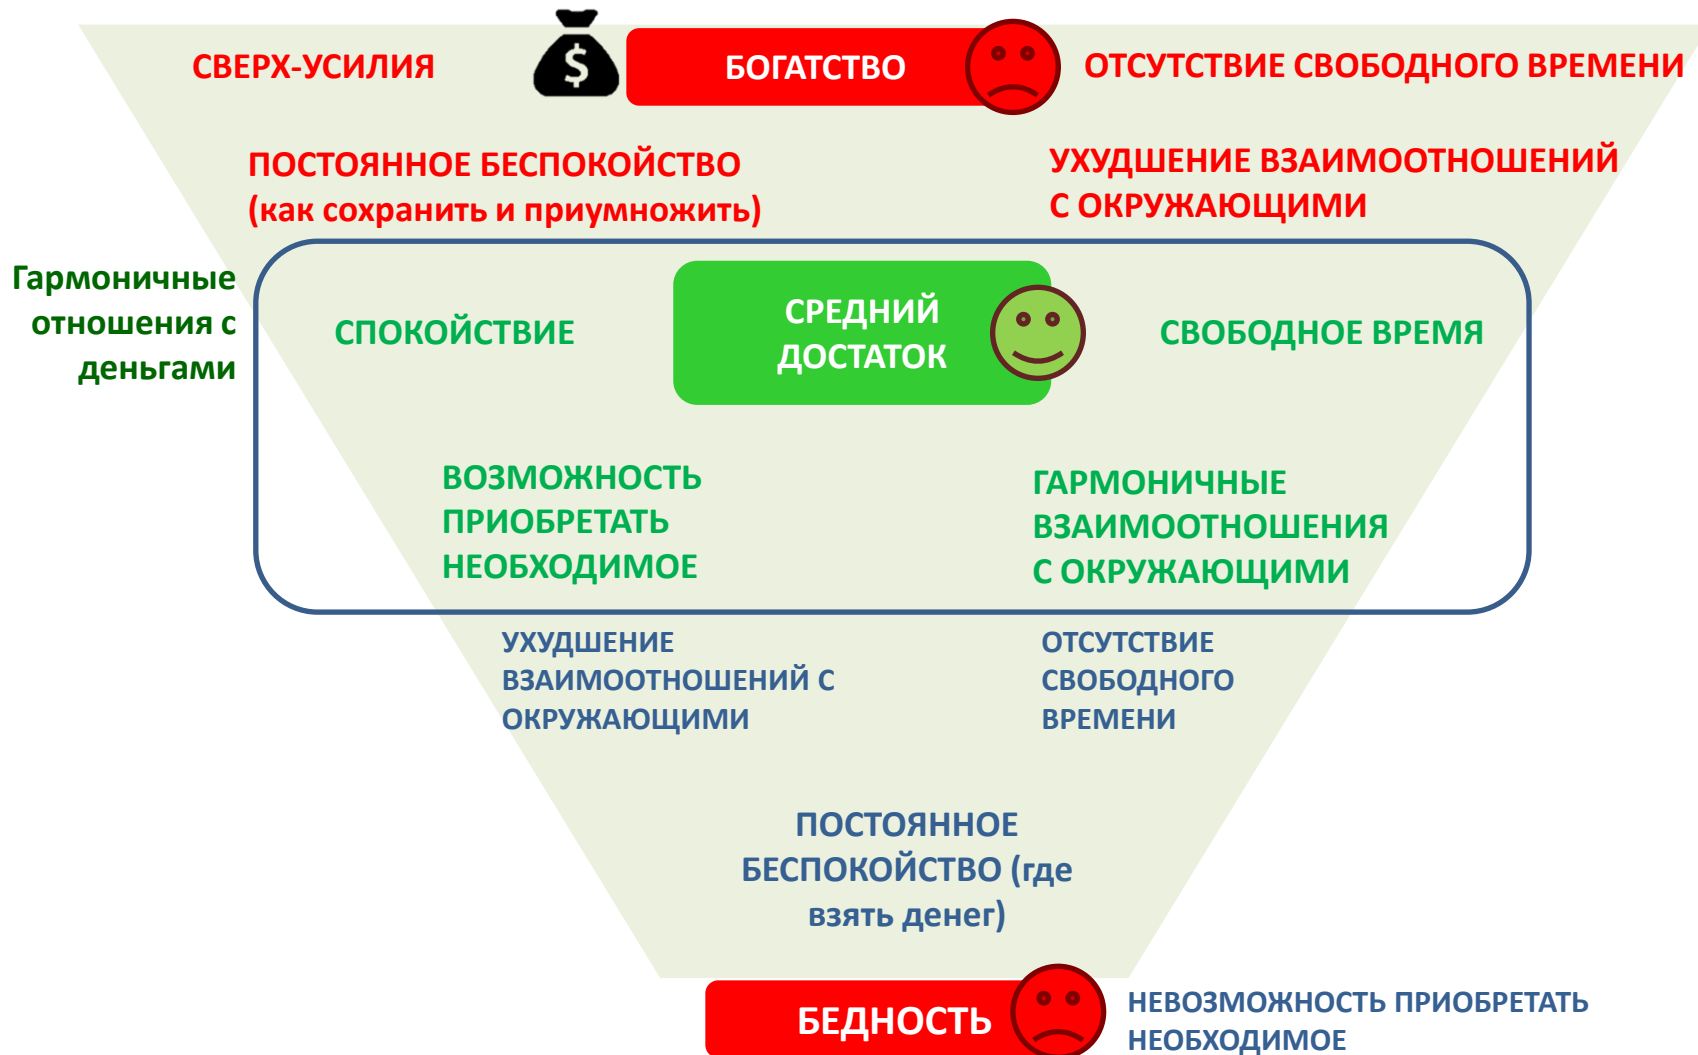 СВЕРХ-УСИЛИЯ
$
БОГАТСТВО
ОТСУТСТВИЕ СВОБОДНОГО ВРЕМЕНИ
ПОСТОЯННОЕ БЕСПОКОЙСТВО
(как сохранить и приумножить)
УХУДШЕНИЕ ВЗАИМООТНОШЕНИЙ
С ОКРУЖАЮЩИМИ
Гармоничные
отношения с
деньгами
СПОКОЙСТВИЕ
СРЕДНИЙ
ДОСТАТОК
СВОБОДНОЕ ВРЕМЯ
ВОЗМОЖНОСТЬ
ПРИОБРЕТАТЬ
НЕОБХОДИМОЕ
ГАРМОНИЧНЫЕ
ВЗАИМООТНОШЕНИЯ
С ОКРУЖАЮЩИМИ
УХУДШЕНИЕ
ВЗАИМООТНОШЕНИЙ С
ОКРУЖАЮЩИМИ
ОТСУТСТВИЕ
СВОБОДНОГО
ВРЕМЕНИ
ПОСТОЯННОЕ
БЕСПОКОЙСТВО (где
взять денег)
БЕДНОСТЬ
НЕВОЗМОЖНОСТЬ ПРИОБРЕТАТЬ
НЕОБХОДИМОЕ